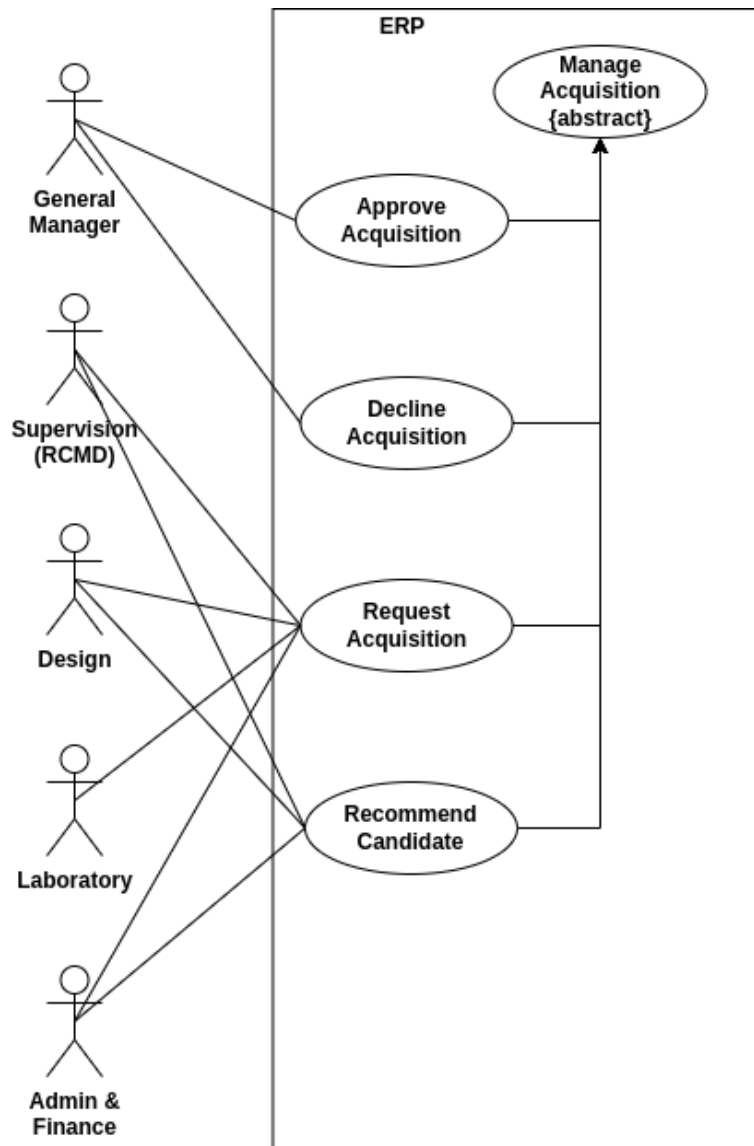 ERP
Manage
Acquisition
{abstract}
General
Manager
Approve
Acquisition
Supervision
(RCMD)
Decline
Acquisition
Design
Request
Acquisition
Laboratory
Recommend
Candidate
Admin &
Finance